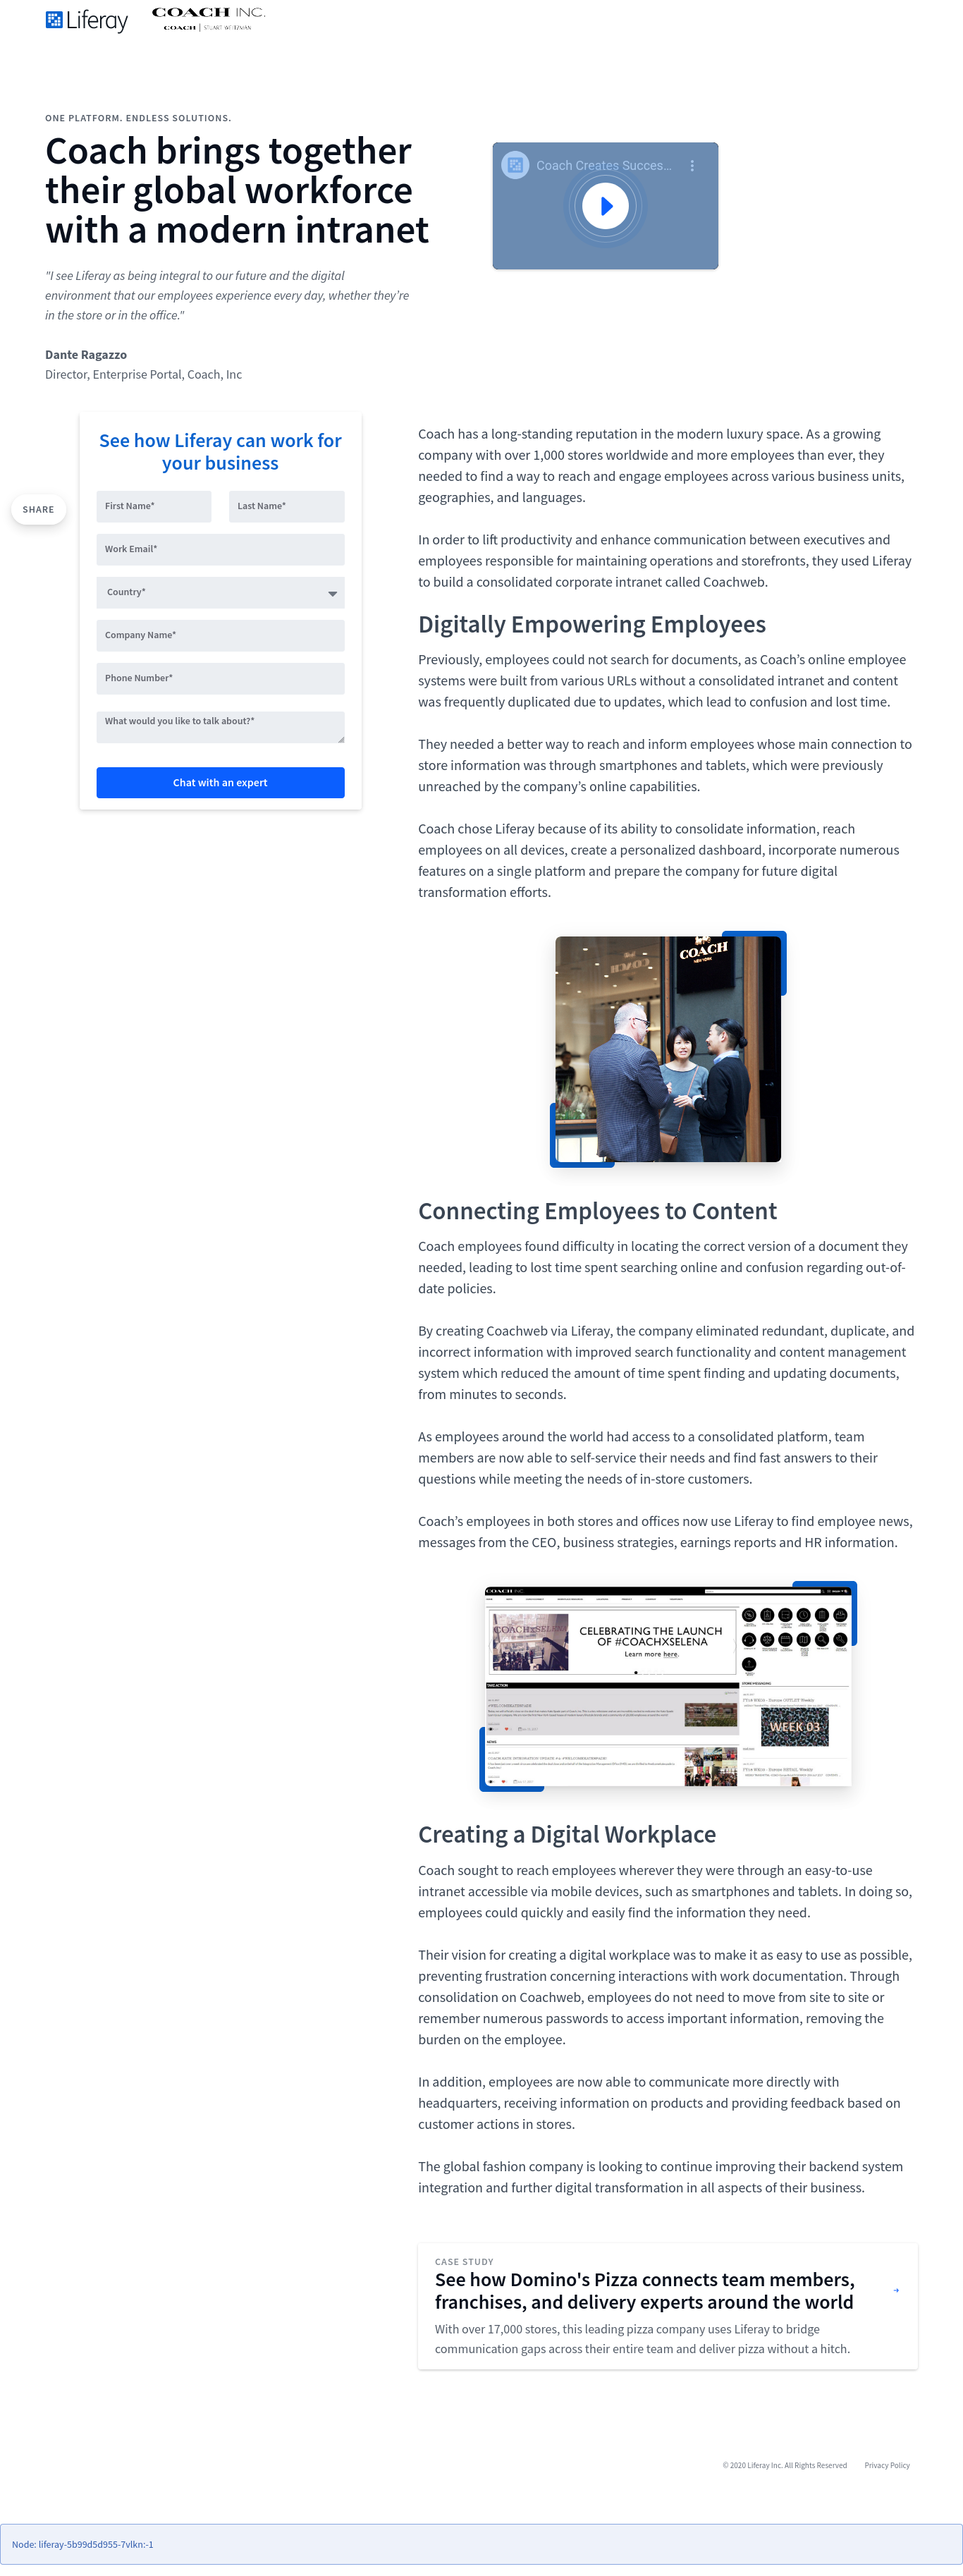 Liferay
COACH INC.
COACH | STUART WEITZMAN
ONE PLATFORM. ENDLESS SOLUTIONS.
Coach brings together
their global workforce
with a modern intranet
"I see Liferay as being integral to our future and the digital
environment that our employees experience every day, whether they're
in the store or in the office."
Dante Ragazzo
Director, Enterprise Portal, Coach, Inc
Coach Creates Succes...
SHARE
See how Liferay can work for
your business
First Name*
Last Name*
Work Email*
Country*
Company Name*
Phone Number*
What would you like to talk about?*
Chat with an expert
Coach has a long-standing reputation in the modern luxury space. As a growing
company with over 1,000 stores worldwide and more employees than ever, they
needed to find a way to reach and engage employees across various business units,
geographies, and languages.
In order to lift productivity and enhance communication between executives and
employees responsible for maintaining operations and storefronts, they used Liferay
to build a consolidated corporate intranet called Coachweb.
Digitally Empowering Employees
Previously, employees could not search for documents, as Coach's online employee
systems were built from various URLs without a consolidated intranet and content
was frequently duplicated due to updates, which lead to confusion and lost time.
They needed a better way to reach and inform employees whose main connection to
store information was through smartphones and tablets, which were previously
unreached by the company's online capabilities.
Coach chose Liferay because of its ability to consolidate information, reach
employees on all devices, create a personalized dashboard, incorporate numerous
features on a single platform and prepare the company for future digital
transformation efforts.
COACH
NEW YORK
Connecting Employees to Content
Coach employees found difficulty in locating the correct version of a document they
needed, leading to lost time spent searching online and confusion regarding out-of-
date policies.
By creating Coachweb via Liferay, the company eliminated redundant, duplicate, and
incorrect information with improved search functionality and content management
system which reduced the amount of time spent finding and updating documents,
from minutes to seconds.
As employees around the world had access to a consolidated platform, team
members are now able to self-service their needs and find fast answers to their
questions while meeting the needs of in-store customers.
Coach's employees in both stores and offices now use Liferay to find employee news,
messages from the CEO, business strategies, earnings reports and HR information.
COACH INC
COACH SELENA
CELEBRATING THE LAUNCH
OF #COACHXSELENA
Learn more here.
WEEK 03
Creating a Digital Workplace
Coach sought to reach employees wherever they were through an easy-to-use
intranet accessible via mobile devices, such as smartphones and tablets. In doing so,
employees could quickly and easily find the information they need.
Their vision for creating a digital workplace was to make it as easy to use as possible,
preventing frustration concerning interactions with work documentation. Through
consolidation on Coachweb, employees do not need to move from site to site or
remember numerous passwords to access important information, removing the
burden on the employee.
In addition, employees are now able to communicate more directly with
headquarters, receiving information on products and providing feedback based on
customer actions in stores.
The global fashion company is looking to continue improving their backend system
integration and further digital transformation in all aspects of their business.
CASE STUDY
See how Domino's Pizza connects team members,
franchises, and delivery experts around the world
With over 17,000 stores, this leading pizza company uses Liferay to bridge
communication gaps across their entire team and deliver pizza without a hitch.
© 2020 Liferay Inc. All Rights Reserved
Privacy Policy
Node: liferay-5b99d5d955-7vlkn:-1